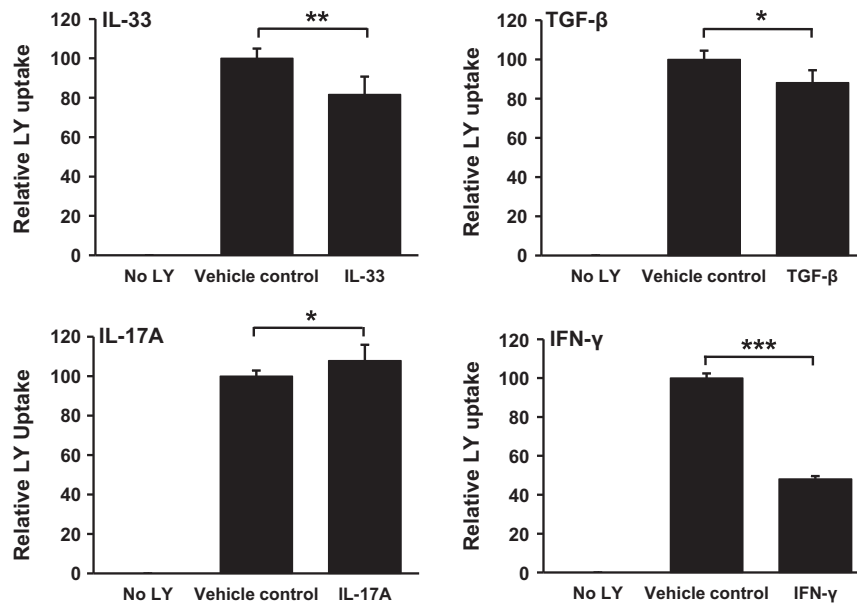 IL-33
**
Relative LY uptake
120
100
80
60
40
20
0
No LY Vehicle control IL-33
TGF-β
*
Relative LY uptake
120
100
80
60
40
20
0
No LY Vehicle control TGF-β
IL-17A
*
Relative LY Uptake
120
100
80
60
40
20
0
No LY Vehicle control IL-17A
IFN-γ
***
Relative LY uptake
120
100
80
60
40
20
0
No LY Vehicle control IFN-γ